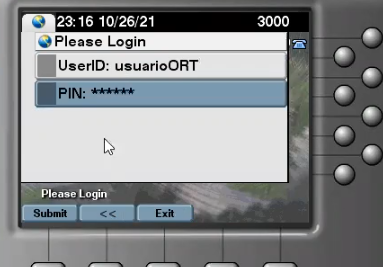 23:16 10/26/21 3000
Please Login
UserID: usuarioORT
PIN: ******
Please Login
Submit << Exit